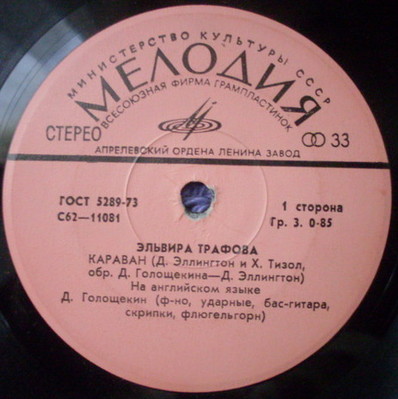 МИНИСТЕРСТВО КУЛЬТУРЫ СССР
МЕЛОДИЯ
ВСЕСОЮЗНАЯ ФИРМА ГРАМПЛАСТИНОК
СТЕРЕО
33
АПРЕЛЕВСКИЙ ОРДЕНА ЛЕНИНА ЗАВОД
ГОСТ 5289-73
1 сторона
С62—11081
Гр. 3. 0-85
ЭЛЬВИРА ТРАФОВА
КАРАВАН (Д. Эллингтон и Х. Тизол,
обр. Д. Голощекина—Д. Эллингтон)
На английском языке
Д. Голощекин (ф-но, ударные, бас-гитара,
скрипки, флюгельгорн)